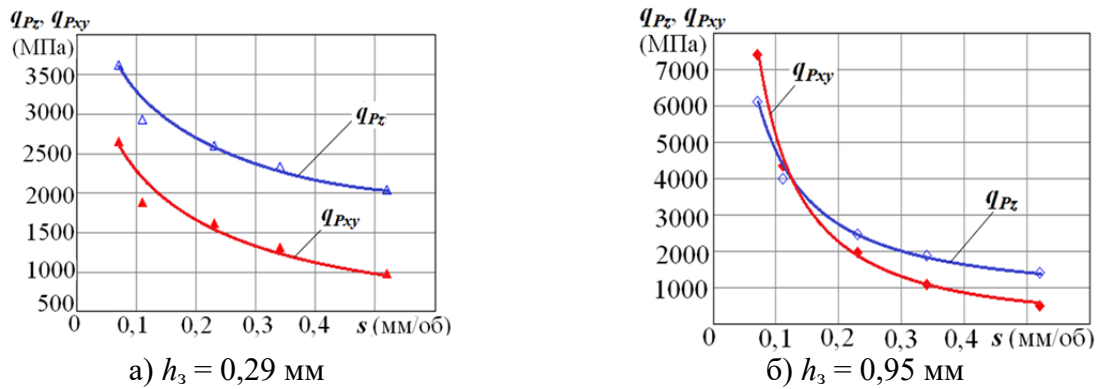 qPz, qPxy
(МПа)
3500
3000
2500
2000
1500
1000
500
qPz
qPxy
0 0,1 0,2 0,3 0,4 s (мм/об)
а) hз = 0,29 мм
qPz, qPxy
(МПа)
7000
6000
5000
4000
3000
2000
1000
qPxy
qPz
0 0,1 0,2 0,3 0,4 s (мм/об)
б) hз = 0,95 мм